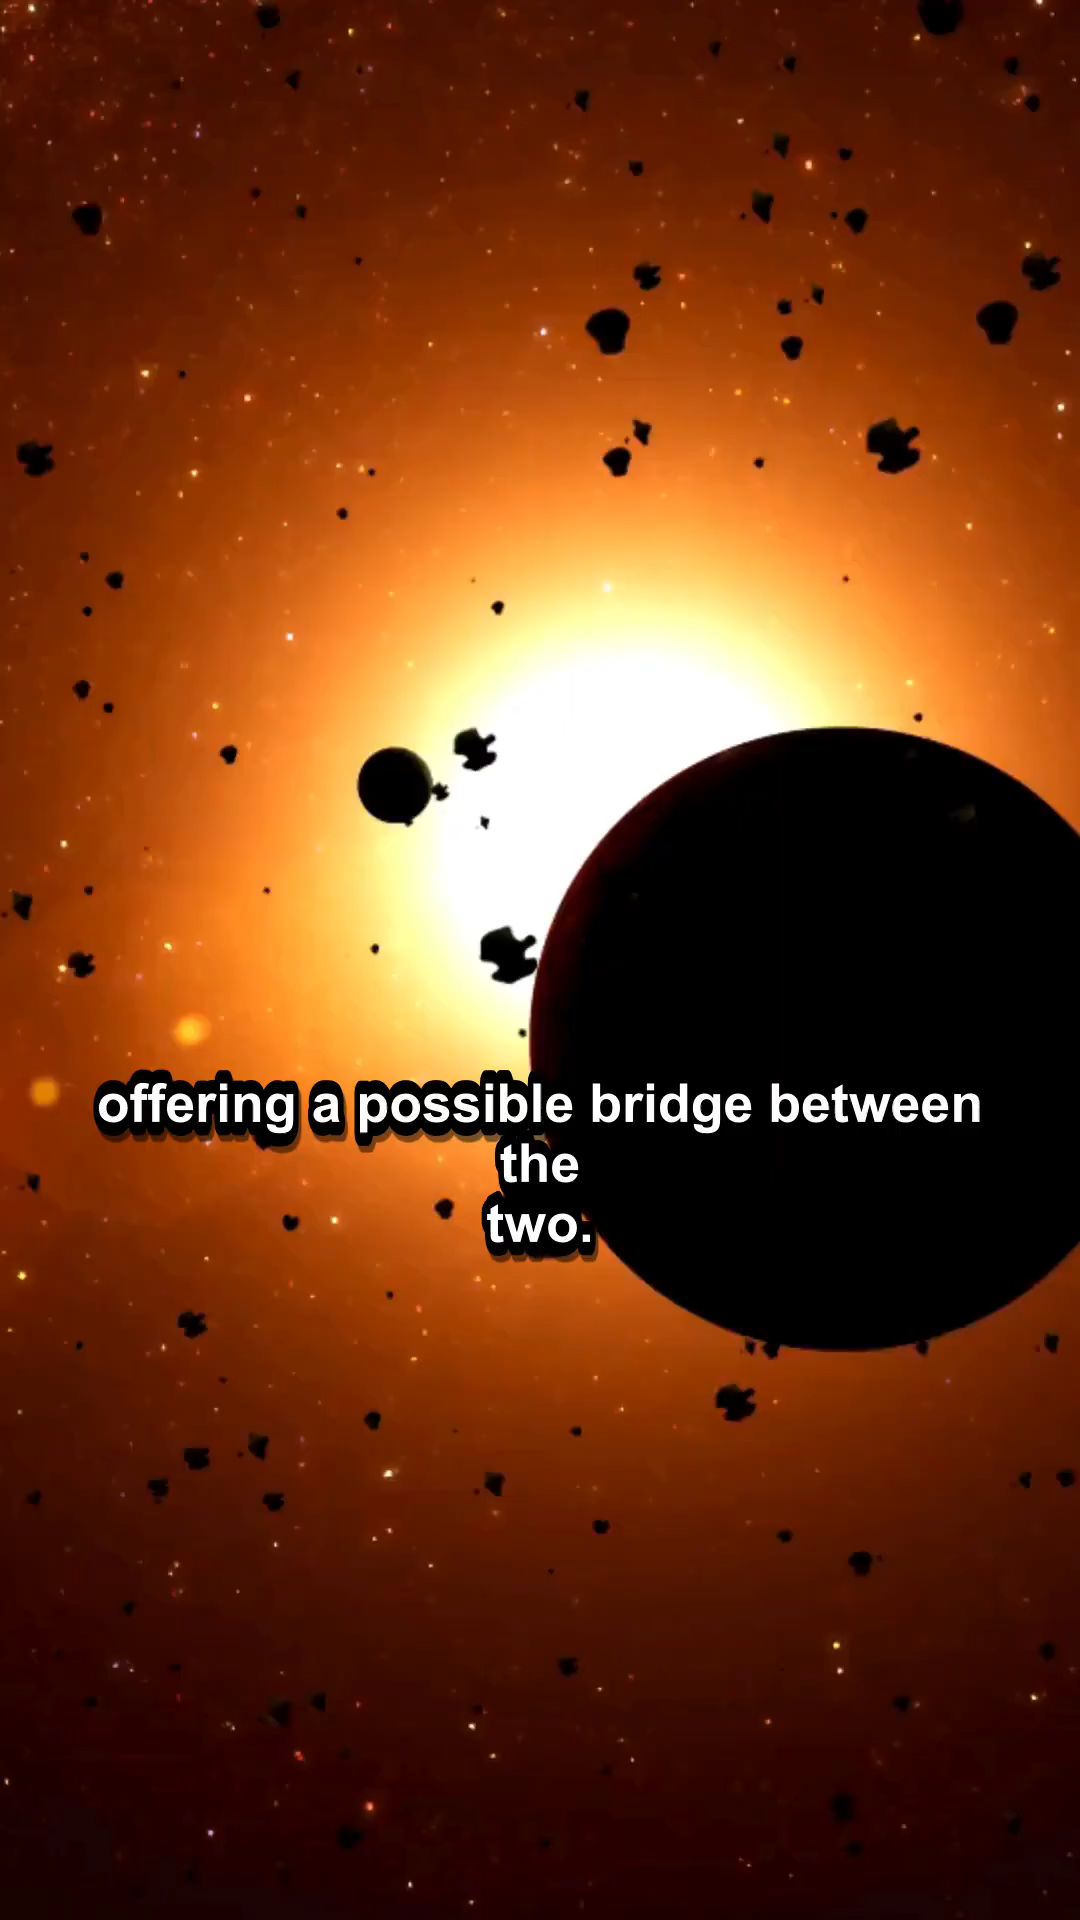 offering a possible bridge between
the
two.